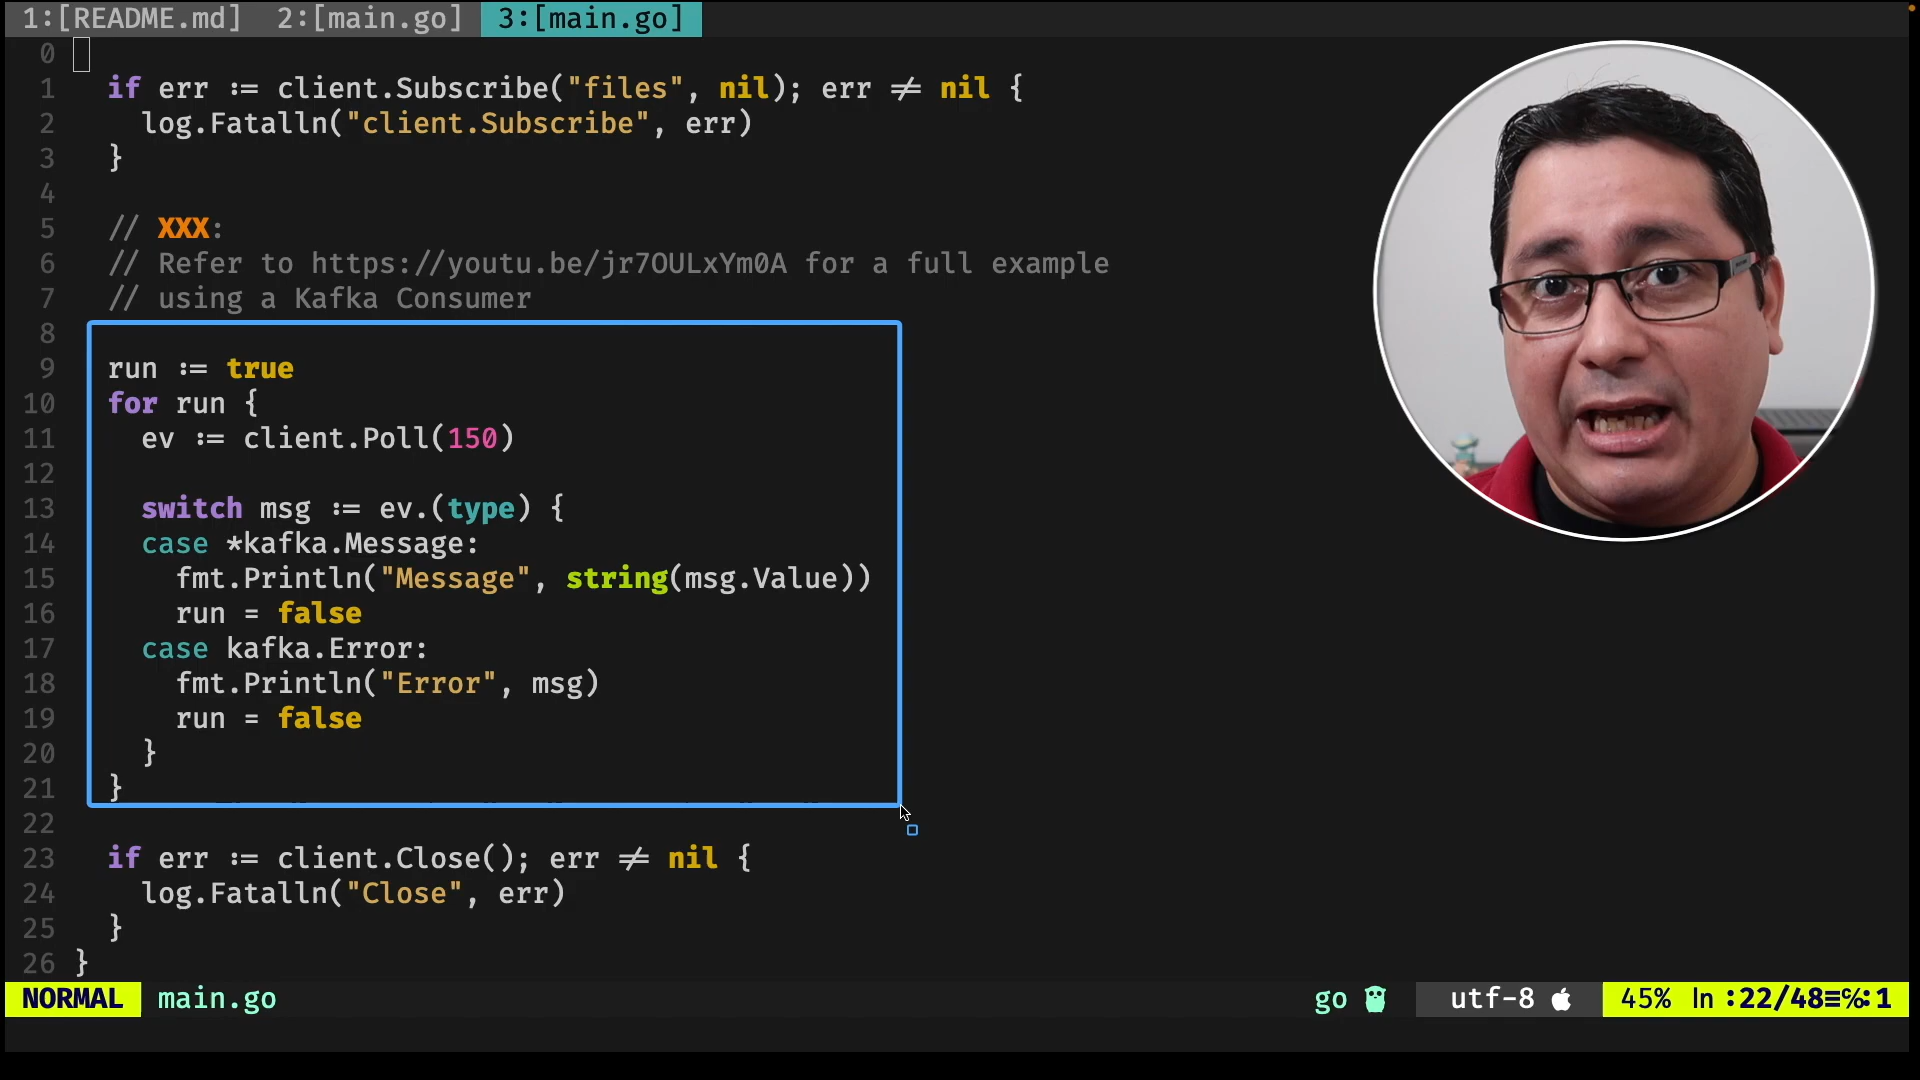 1:[README.md] 2:[main.go] 3:[main.go]
0
1 if err := client.Subscribe("files", nil); err ≠ nil {
2 log.Fatalln("client.Subscribe", err)
3 }
4
5 // XXX:
6 // Refer to https://youtu.be/jr7OULxYm0A for a full example
7 // using a Kafka Consumer
8
9 run := true
10 for run {
11 ev := client.Poll(150)
12
13 switch msg := ev.(type) {
14 case *kafka.Message:
15 fmt.Println("Message", string(msg.Value))
16 run = false
17 case kafka.Error:
18 fmt.Println("Error", msg)
19 run = false
20 }
21 }
22
23 if err := client.Close(); err ≠ nil {
24 log.Fatalln("Close", err)
25 }
26 }
NORMAL main.go go utf-8 45% ln :22/48≡℅:1